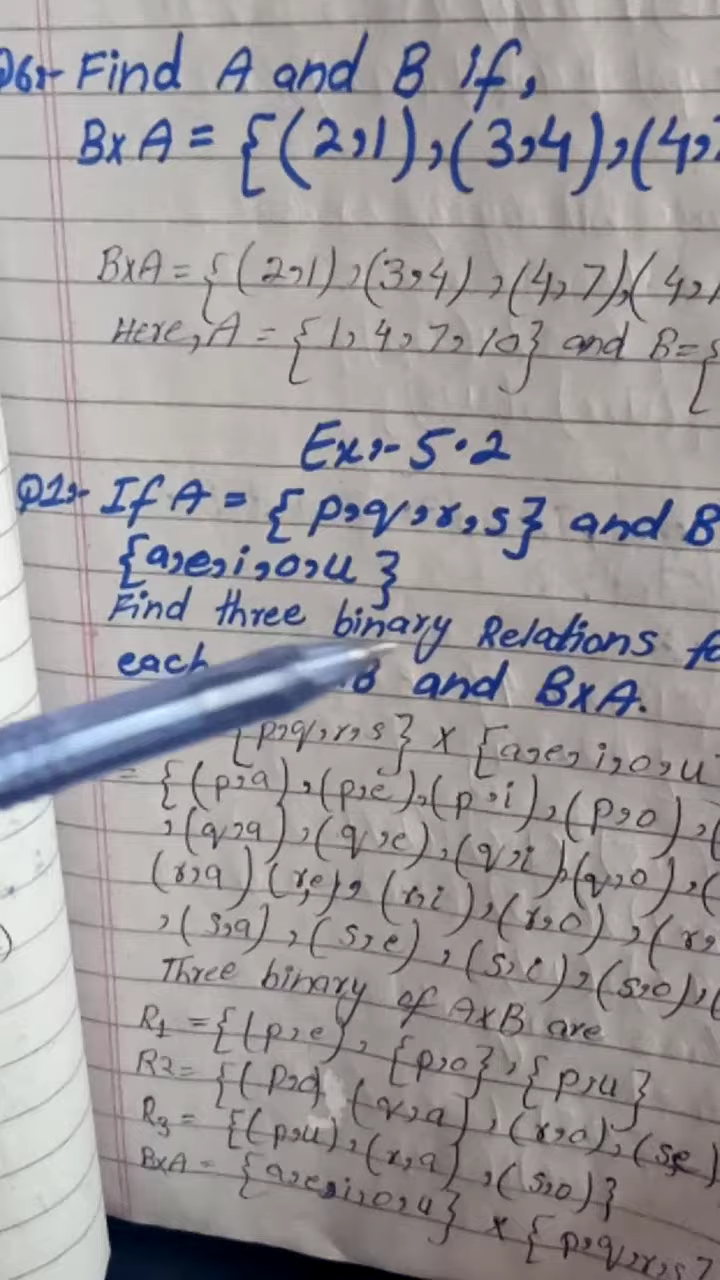 Q6:- Find A and B if,
BxA = {(2,1),(3,4),(4,
BxA = {(2,1),(3,4),(4,7),(4,1
Here, A = {1,4,7,10} and B= {
Ex:- 5.2
Q1:- If A = {p,q,r,s} and B
{a,e,i,o,u}
Find three binary Relations fo
each B and BxA.
{p,q,r,s} x {a,e,i,o,u
= {(p,a),(p,e),(p,i),(p,o),(
,(q,a),(q,e),(q,i),(q,o),(
(r,a)(r,e),(r,i),(r,o),(r,
,(s,a),(s,e),(s,i),(s,o),(
Three binary of AxB are
R1 ={(p,e),{p,o},{p,u}
R2= {(p,a) (q,a),(r,o),(s,e)
R3= {(p,u),(r,a),(s,o)}
BxA = {a,e,i,o,u} x {p,q,r,s}